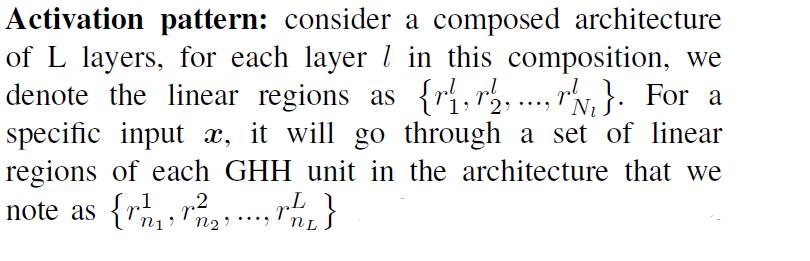 Activation pattern: consider a composed architecture
of L layers, for each layer l in this composition, we
denote the linear regions as {r_1^l, r_2^l, ..., r_{N_l}^l}. For a
specific input x, it will go through a set of linear
regions of each GHH unit in the architecture that we
note as {r_{n_1}^1, r_{n_2}^2, ..., r_{n_L}^L}